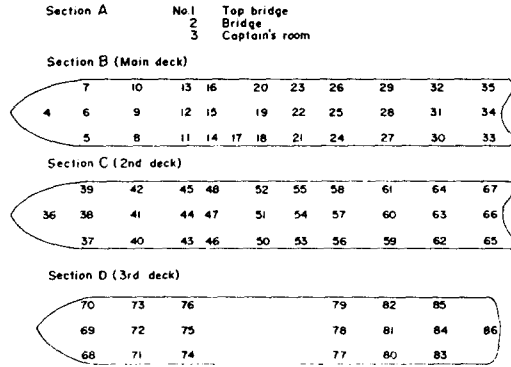 Section A No.1 Top bridge
2 Bridge
3 Captain's room
Section B (Main deck)
7 10 13 16 20 23 26 29 32 35
4 6 9 12 15 19 22 25 28 31 34
5 8 11 14 17 18 21 24 27 30 33
Section C (2nd deck)
39 42 45 48 52 55 58 61 64 67
36 38 41 44 47 51 54 57 60 63 66
37 40 43 46 50 53 56 59 62 65
Section D (3rd deck)
70 73 76 79 82 85
69 72 75 78 81 84 86
68 71 74 77 80 83